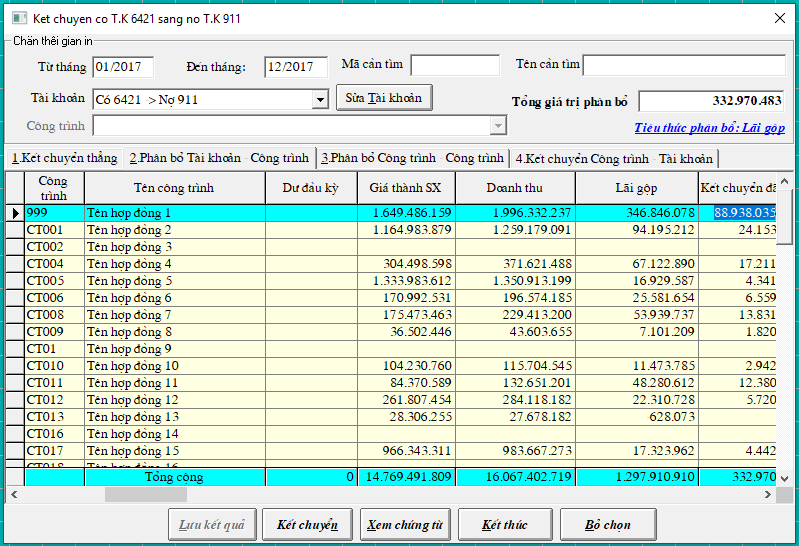 Ket chuyen co T.K 6421 sang no T.K 911
Chän thêi gian in
Từ tháng 01/2017 Đến tháng: 12/2017 Mã cần tìm Tên cần tìm
Tài khoản Có 6421 -> Nợ 911 Sửa Tài khoản Tổng giá trị phân bổ 332.970.483
Công trình Tiêu thức phân bổ: Lãi gộp
1.Kết chuyển thẳng 2.Phân bổ Tài khoản - Công trình 3.Phân bổ Công trình - Công trình 4.Kết chuyển Công trình - Tài khoản
Công trình Tên công trình Dư đầu kỳ Giá thành SX Doanh thu Lãi gộp Kết chuyển đã
999 Tên hợp đồng 1 1.649.486.159 1.996.332.237 346.846.078 88.938.035
CT001 Tên hợp đồng 2 1.164.983.879 1.259.179.091 94.195.212 24.153
CT002 Tên hợp đồng 3
CT004 Tên hợp đồng 4 304.498.598 371.621.488 67.122.890 17.211
CT005 Tên hợp đồng 5 1.333.983.612 1.350.913.199 16.929.587 4.341
CT006 Tên hợp đồng 6 170.992.531 196.574.185 25.581.654 6.559
CT008 Tên hợp đồng 7 175.473.463 229.413.200 53.939.737 13.831
CT009 Tên hợp đồng 8 36.502.446 43.603.655 7.101.209 1.820
CT01 Tên hợp đồng 9
CT010 Tên hợp đồng 10 104.230.760 115.704.545 11.473.785 2.942
CT011 Tên hợp đồng 11 84.370.589 132.651.201 48.280.612 12.380
CT012 Tên hợp đồng 12 261.807.454 284.118.182 22.310.728 5.720
CT013 Tên hợp đồng 13 28.306.255 27.678.182 -628.073
CT016 Tên hợp đồng 14
CT017 Tên hợp đồng 15 966.343.311 983.667.273 17.323.962 4.442
CT018 Tên hợp đồng 16
Tổng cộng 0 14.769.491.809 16.067.402.719 1.297.910.910 332.970
Lưu kết quả Kết chuyển Xem chứng từ Kết thúc Bỏ chọn